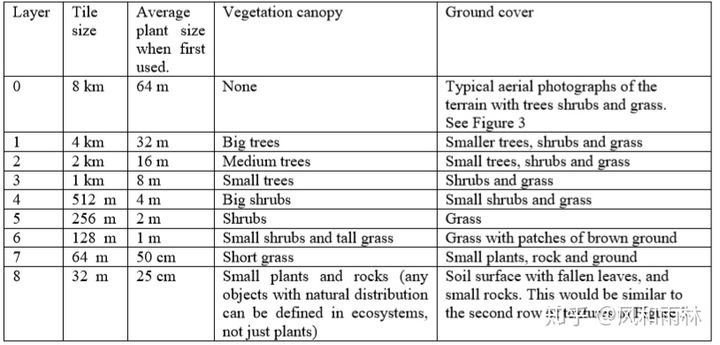 Layer Tile size Average plant size when first used. Vegetation canopy Ground cover
0 8 km 64 m None Typical aerial photographs of the terrain with trees shrubs and grass. See Figure 3
1 4 km 32 m Big trees Smaller trees, shrubs and grass
2 2 km 16 m Medium trees Small trees, shrubs and grass
3 1 km 8 m Small trees Shrubs and grass
4 512 m 4 m Big shrubs Small shrubs and grass
5 256 m 2 m Shrubs Grass
6 128 m 1 m Small shrubs and tall grass Grass with patches of brown ground
7 64 m 50 cm Short grass Small plants, rock and ground
8 32 m 25 cm Small plants and rocks (any objects with natural distribution can be defined in ecosystems, not just plants) Soil surface with fallen leaves, and small rocks. This would be similar to the second row textures Figure
知乎 @风和雨林